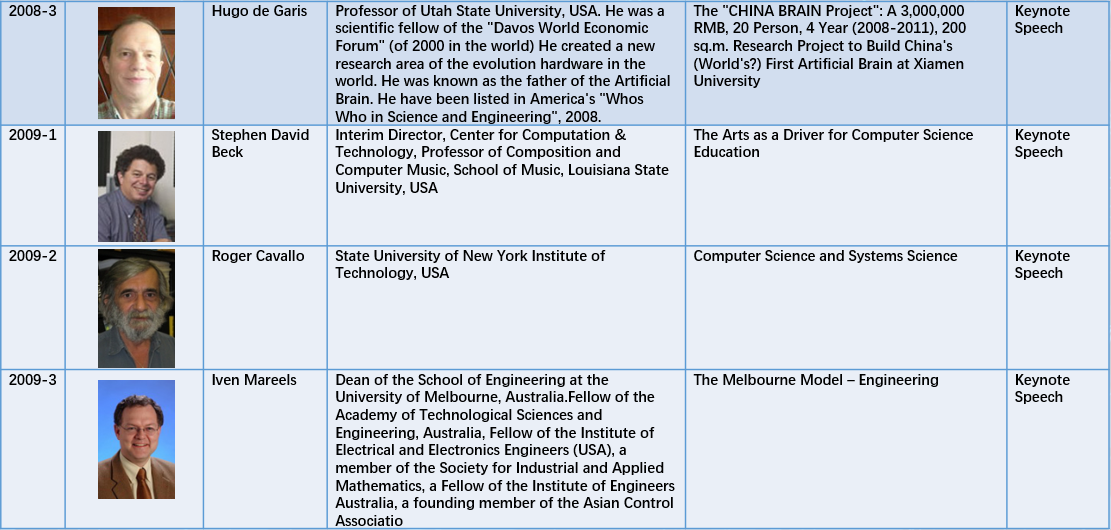 2008-3
Hugo de Garis
Professor of Utah State University, USA. He was a
scientific fellow of the "Davos World Economic
Forum" (of 2000 in the world) He created a new
research area of the evolution hardware in the
world. He was known as the father of the Artificial
Brain. He have been listed in America's "Whos
Who in Science and Engineering", 2008.
The "CHINA BRAIN Project": A 3,000,000
RMB, 20 Person, 4 Year (2008-2011), 200
sq.m. Research Project to Build China's
(World's?) First Artificial Brain at Xiamen
University
Keynote
Speech
2009-1
Stephen David
Beck
Interim Director, Center for Computation &
Technology, Professor of Composition and
Computer Music, School of Music, Louisiana State
University, USA
The Arts as a Driver for Computer Science
Education
Keynote
Speech
2009-2
Roger Cavallo
State University of New York Institute of
Technology, USA
Computer Science and Systems Science
Keynote
Speech
2009-3
Iven Mareels
Dean of the School of Engineering at the
University of Melbourne, Australia.Fellow of the
Academy of Technological Sciences and
Engineering, Australia, Fellow of the Institute of
Electrical and Electronics Engineers (USA), a
member of the Society for Industrial and Applied
Mathematics, a Fellow of the Institute of Engineers
Australia, a founding member of the Asian Control
Associatio
The Melbourne Model – Engineering
Keynote
Speech